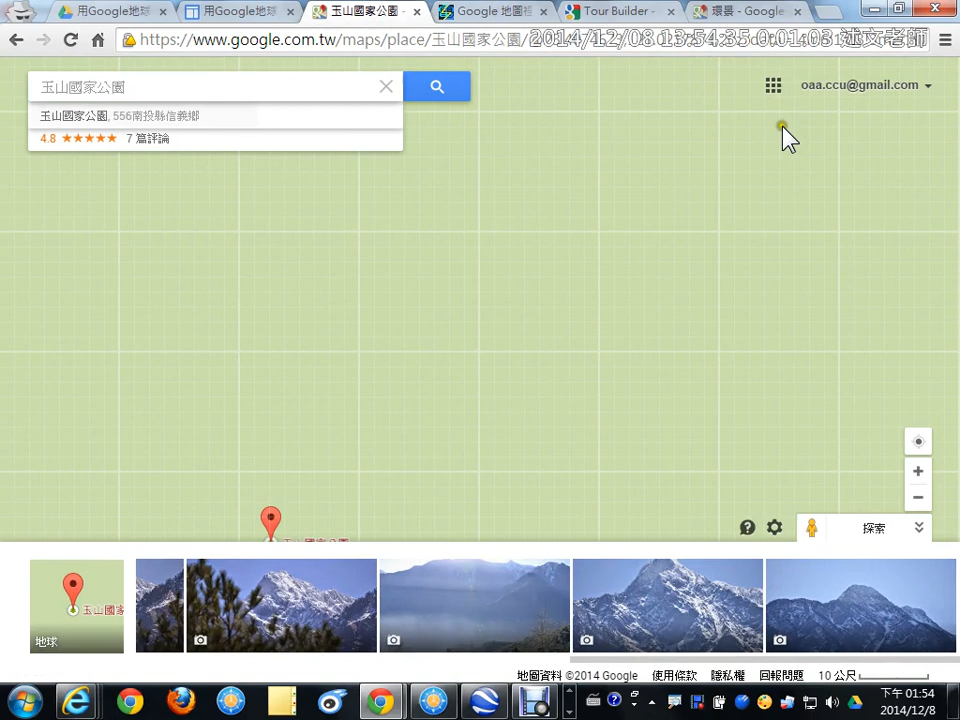 用Google地球
用Google地球
玉山國家公園 -
Google 地圖
Tour Builder -
環景 - Google
https://www.google.com.tw/maps/place/玉山國家公園/
2014/12/08 13:54:35 0:01:03 述文老師
玉山國家公園
oaa.ccu@gmail.com
玉山國家公園, 556南投縣信義鄉
4.8 ★★★★★ 7 篇評論
+
−
探索
玉山國家
地球
地圖資料 ©2014 Google 使用條款 隱私權 回報問題 10 公尺
下午 01:54
2014/12/8